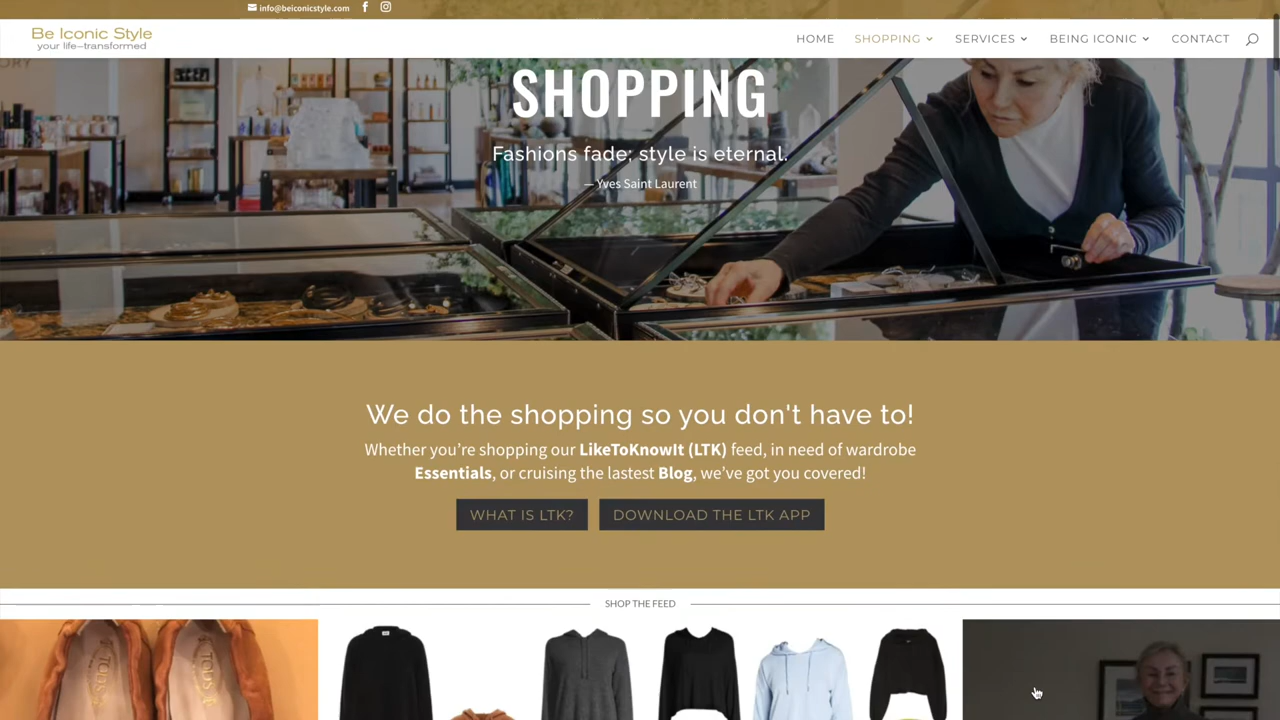 info@beiconicstyle.com
Be Iconic Style
your life—transformed
HOME
SHOPPING
SERVICES
BEING ICONIC
CONTACT
SHOPPING
Fashions fade; style is eternal.
— Yves Saint Laurent
We do the shopping so you don't have to!
Whether you're shopping our LikeToKnowIt (LTK) feed, in need of wardrobe
Essentials, or cruising the lastest Blog, we've got you covered!
WHAT IS LTK?
DOWNLOAD THE LTK APP
SHOP THE FEED